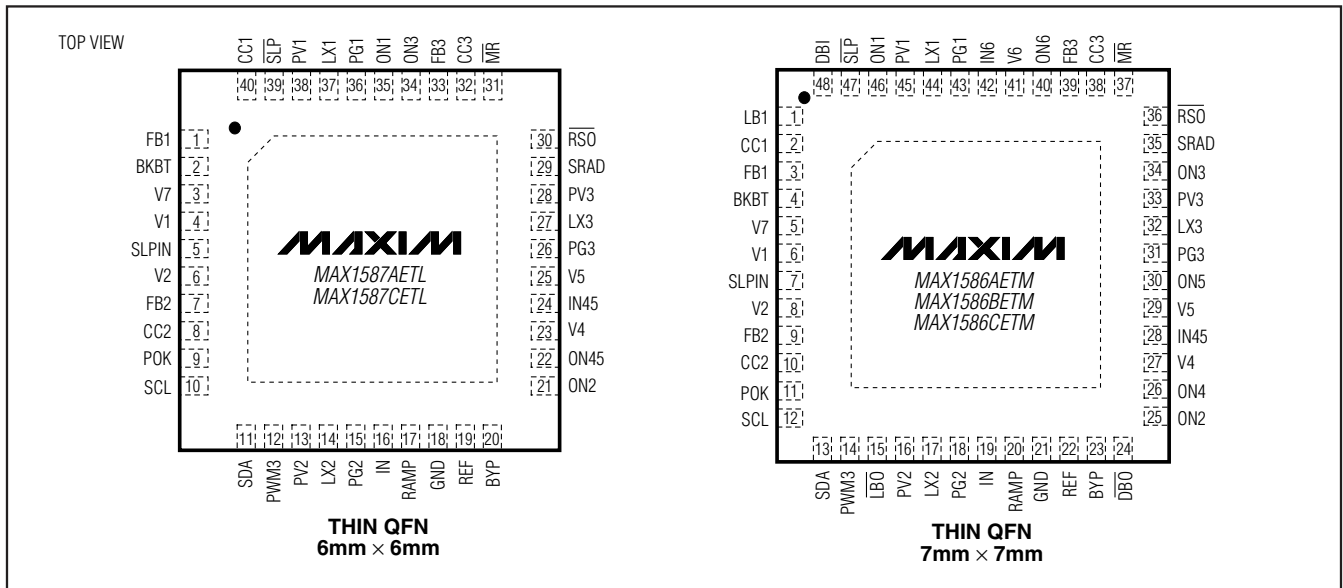 TOP VIEW
CC1
SLP
PV1
LX1
PG1
ON1
ON3
FB3
CC3
MR
40
39
38
37
36
35
34
33
32
31
FB1 1
BKBT 2
V7 3
V1 4
SLPIN 5
V2 6
FB2 7
CC2 8
POK 9
SCL 10
MAXIM
MAX1587AETL
MAX1587CETL
30 RSO
29 SRAD
28 PV3
27 LX3
26 PG3
25 V5
24 IN45
23 V4
22 ON45
21 ON2
11
12
13
14
15
16
17
18
19
20
SDA
PWM3
PV2
LX2
PG2
IN
RAMP
GND
REF
BYP
THIN QFN
6mm × 6mm
DBI
SLP
ON1
PV1
LX1
PG1
IN6
V6
ON6
FB3
CC3
MR
48
47
46
45
44
43
42
41
40
39
38
37
LB1 1
CC1 2
FB1 3
BKBT 4
V7 5
V1 6
SLPIN 7
V2 8
FB2 9
CC2 10
POK 11
SCL 12
MAXIM
MAX1586AETM
MAX1586BETM
MAX1586CETM
36 RSO
35 SRAD
34 ON3
33 PV3
32 LX3
31 PG3
30 ON5
29 V5
28 IN45
27 V4
26 ON4
25 ON2
13
14
15
16
17
18
19
20
21
22
23
24
SDA
PWM3
LBO
PV2
LX2
PG2
IN
RAMP
GND
REF
BYP
DBO
THIN QFN
7mm × 7mm